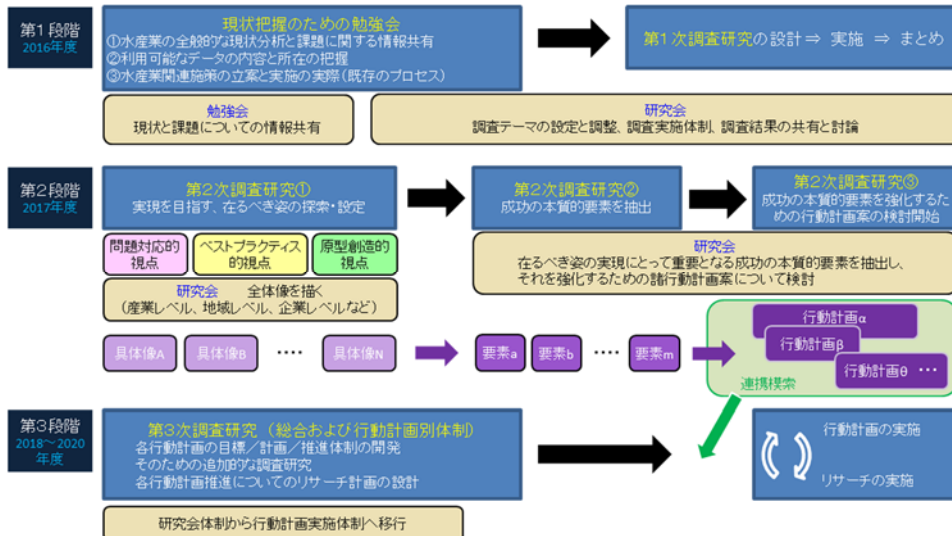 第1段階
2016年度
現状把握のための勉強会
①水産業の全般的な現状分析と課題に関する情報共有
②利用可能なデータの内容と所在の把握
③水産業関連施策の立案と実施の実際(既存のプロセス)
第1次調査研究の設計⇒ 実施 ⇒ まとめ
勉強会
現状と課題についての情報共有
研究会
調査テーマの設定と調整、調査実施体制、調査結果の共有と討論
第2段階
2017年度
第2次調査研究①
実現を目指す、在るべき姿の探索・設定
第2次調査研究②
成功の本質的要素を抽出
第2次調査研究③
成功の本質的要素を強化するた
めの行動計画案の検討開始
問題対応的
視点
ベストプラクティス
的視点
原型創造的
視点
研究会
在るべき姿の実現にとって重要となる成功の本質的要素を抽出し、
それを強化するための諸行動計画案について検討
研究会 全体像を描く
(産業レベル、地域レベル、企業レベルなど)
具体像A
具体像B
‥‥
具体像N
要素a
要素b
‥‥
要素m
行動計画α
行動計画β
行動計画θ …
連携模索
第3段階
2018～2020
年度
第3次調査研究 (総合および行動計画別体制)
各行動計画の目標/計画/推進体制の開発
そのための追加的な調査研究
各行動計画推進についてのリサーチ計画の設計
行動計画の実施
リサーチの実施
研究会体制から行動計画実施体制へ移行